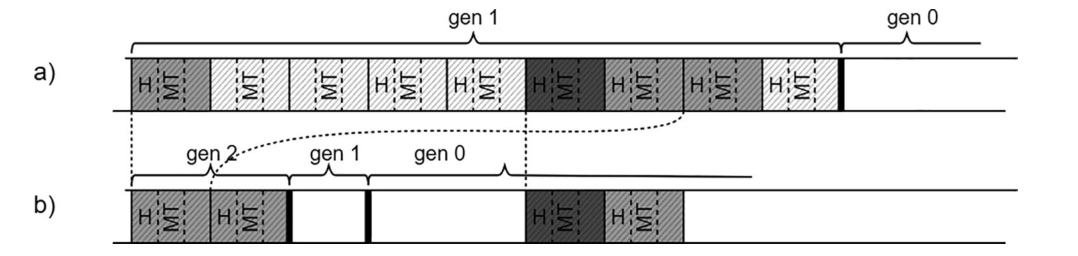 gen 1 gen 0
a) H MT MT MT H MT H MT H MT H MT H MT H MT
gen 2 gen 1 gen 0
b) H MT H MT H MT H MT